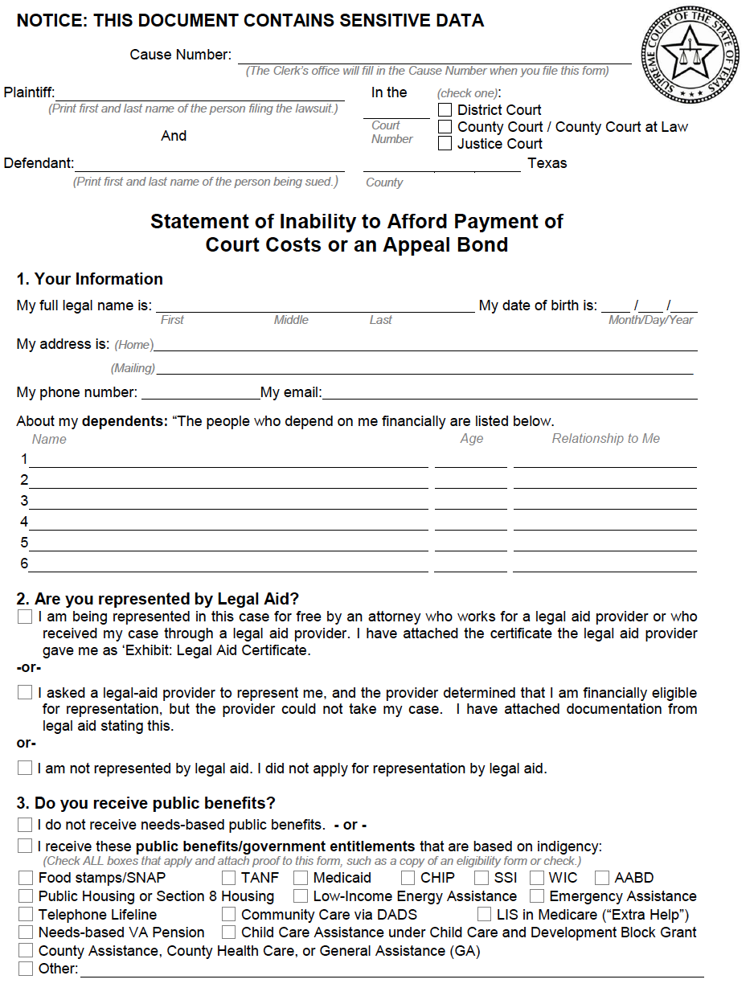 NOTICE: THIS DOCUMENT CONTAINS SENSITIVE DATA
SUPREME COURT OF THE STATE OF TEXAS
Cause Number:
(The Clerk's office will fill in the Cause Number when you file this form)
Plaintiff: In the (check one):
(Print first and last name of the person filing the lawsuit.)
District Court
Court Number
County Court / County Court at Law
And
Justice Court
Defendant: Texas
(Print first and last name of the person being sued.) County
Statement of Inability to Afford Payment of
Court Costs or an Appeal Bond
1. Your Information
My full legal name is: My date of birth is: / /
First Middle Last Month/Day/Year
My address is: (Home)
(Mailing)
My phone number: My email:
About my dependents: “The people who depend on me financially are listed below.
Name Age Relationship to Me
1
2
3
4
5
6
2. Are you represented by Legal Aid?
I am being represented in this case for free by an attorney who works for a legal aid provider or who
received my case through a legal aid provider. I have attached the certificate the legal aid provider
gave me as ‘Exhibit: Legal Aid Certificate.
-or-
I asked a legal-aid provider to represent me, and the provider determined that I am financially eligible
for representation, but the provider could not take my case. I have attached documentation from
legal aid stating this.
or-
I am not represented by legal aid. I did not apply for representation by legal aid.
3. Do you receive public benefits?
I do not receive needs-based public benefits. - or -
I receive these public benefits/government entitlements that are based on indigency:
(Check ALL boxes that apply and attach proof to this form, such as a copy of an eligibility form or check.)
Food stamps/SNAP TANF Medicaid CHIP SSI WIC AABD
Public Housing or Section 8 Housing Low-Income Energy Assistance Emergency Assistance
Telephone Lifeline Community Care via DADS LIS in Medicare (“Extra Help”)
Needs-based VA Pension Child Care Assistance under Child Care and Development Block Grant
County Assistance, County Health Care, or General Assistance (GA)
Other: